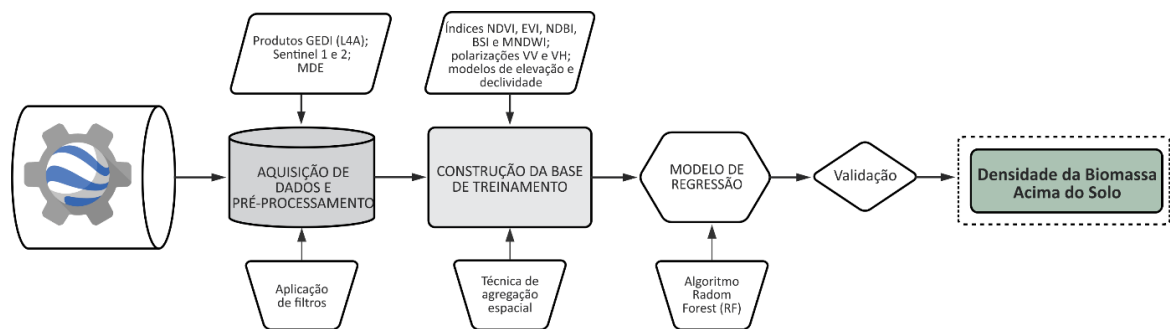 Produtos GEDI (L4A);
Sentinel 1 e 2;
MDE
Índices NDVI, EVI, NDBI,
BSI e MNDWI;
polarizações VV e VH;
modelos de elevação e
declividade
AQUISIÇÃO DE
DADOS E
PRÉ-PROCESSAMENTO
CONSTRUÇÃO DA BASE
DE TREINAMENTO
MODELO DE
REGRESSÃO
Validação
Densidade da Biomassa
Acima do Solo
Aplicação
de filtros
Técnica de
agregação
espacial
Algoritmo
Radom
Forest (RF)